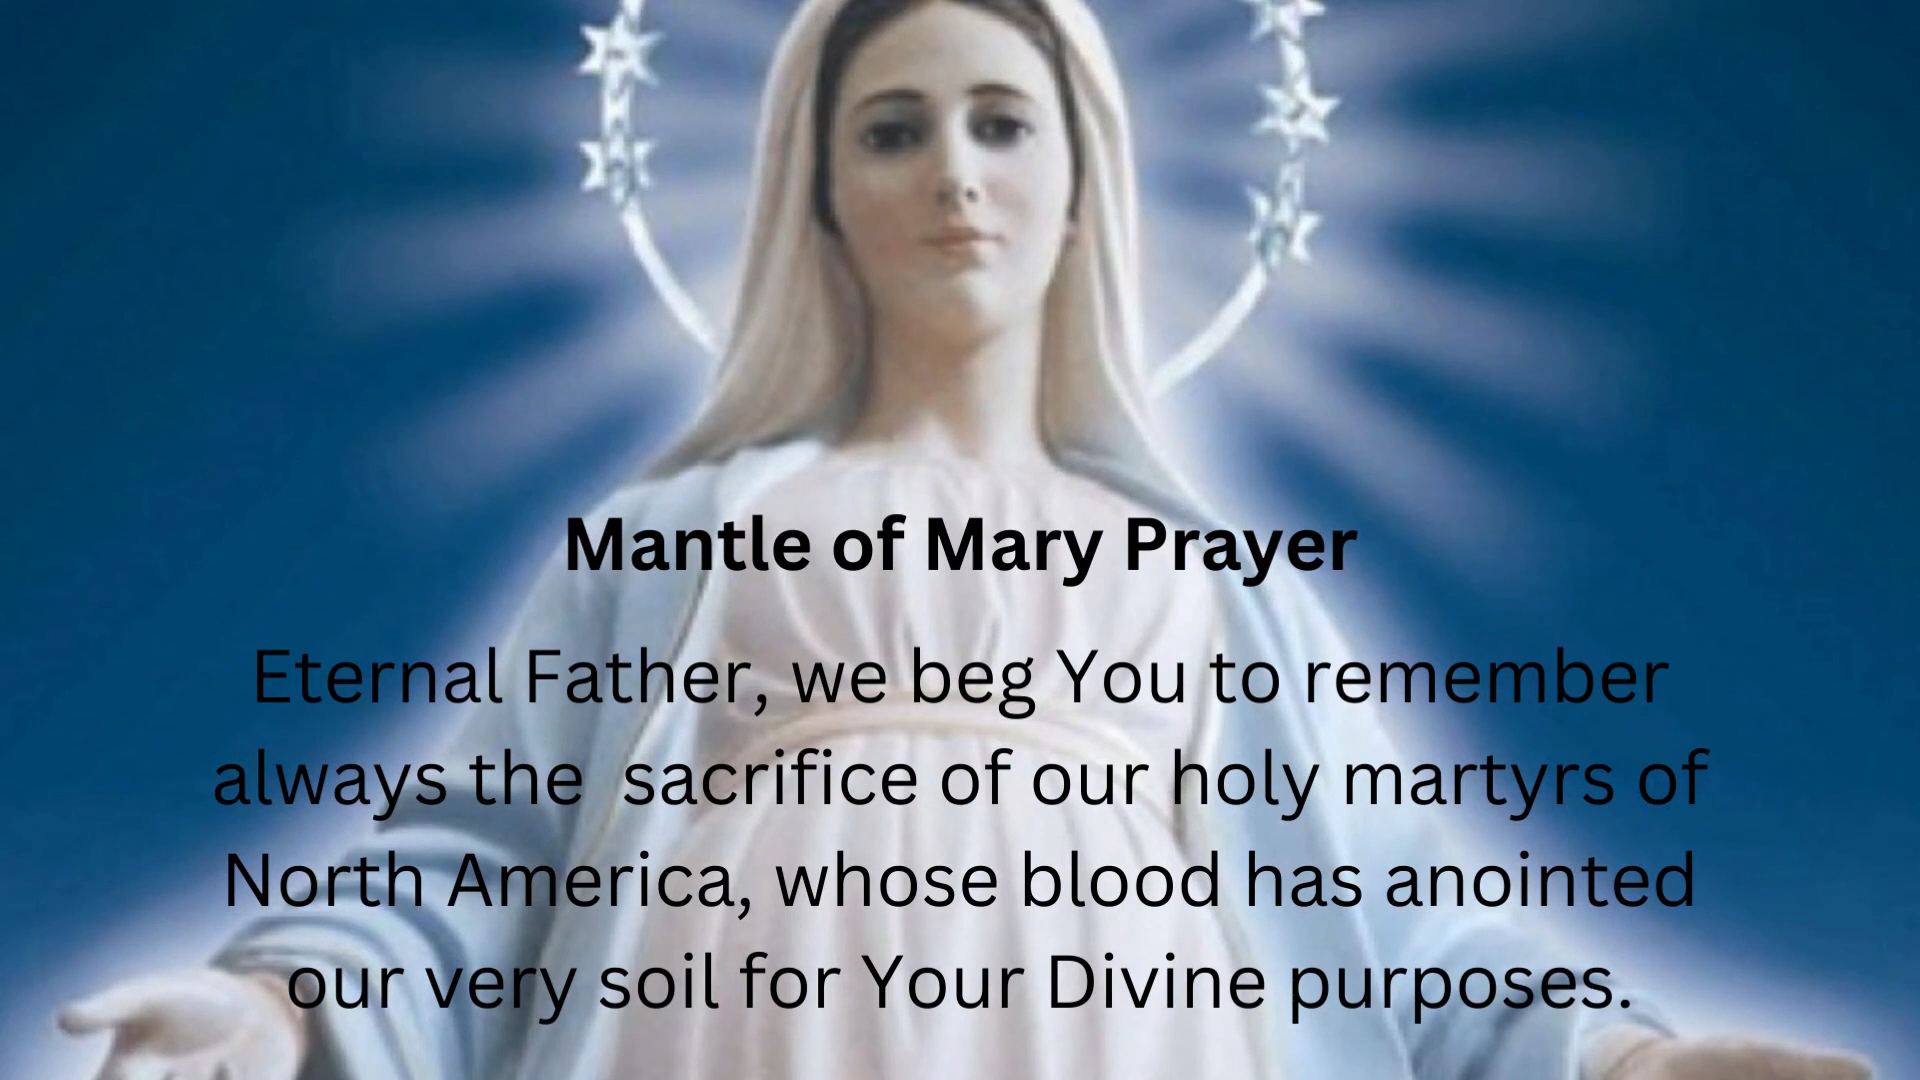 Mantle of Mary Prayer
Eternal Father, we beg You to remember
always the  sacrifice of our holy martyrs of
North America, whose blood has anointed
our very soil for Your Divine purposes.